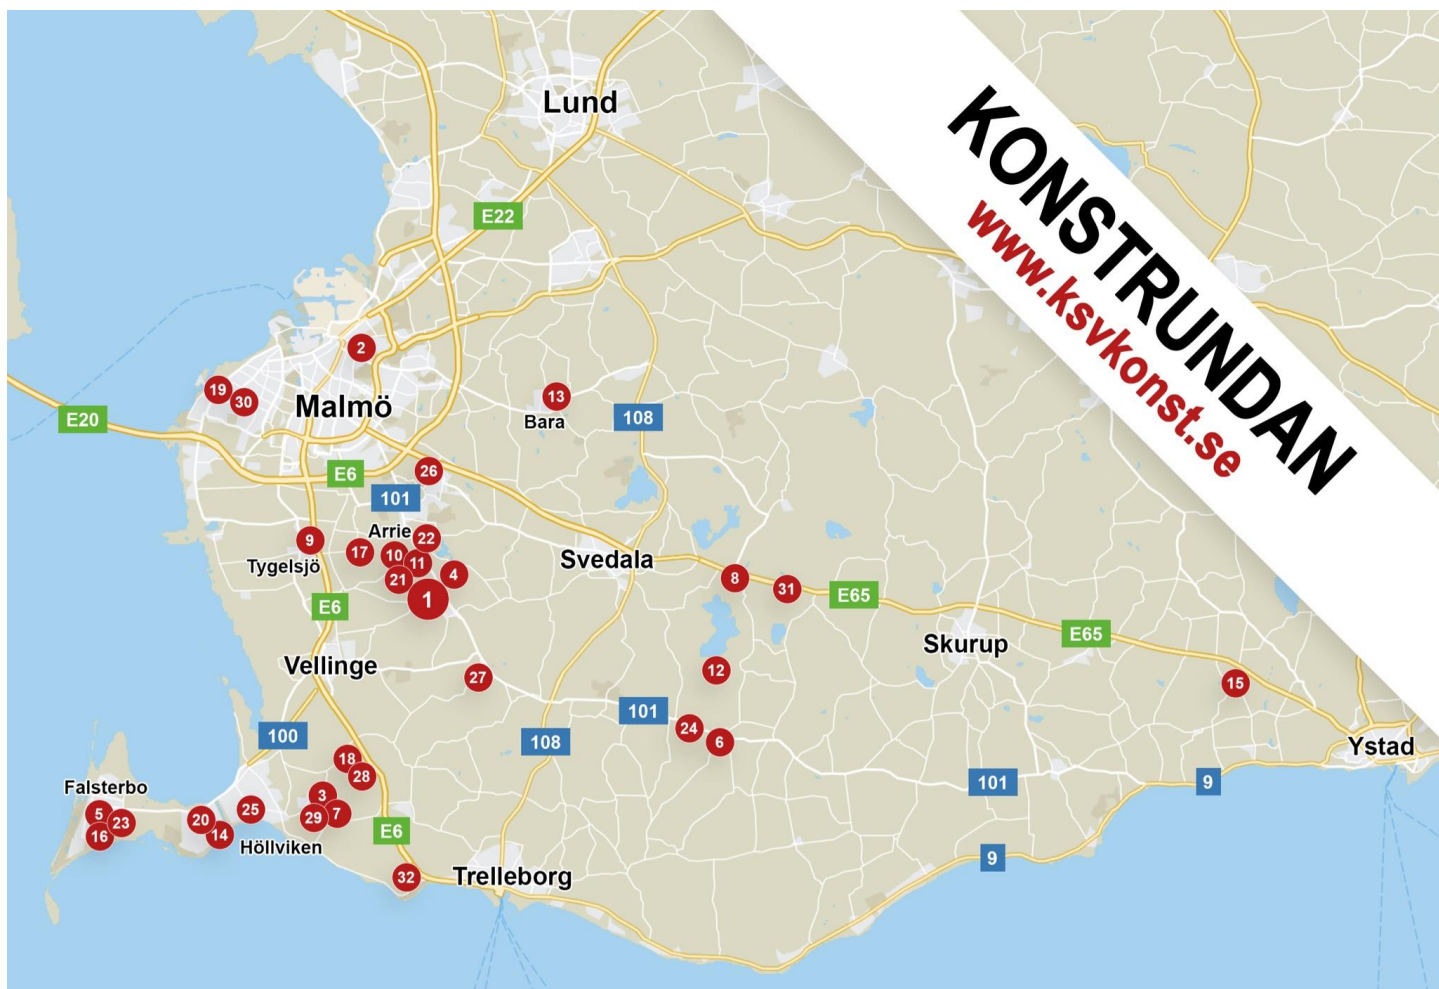 Lund
KONSTRUNDAN
www.ksvkonst.se
E22
2
19
30
Malmö
13
Bara
108
E20
E6
26
101
Arrie
9
Tygelsjö
17
10
22
11
21
4
1
Svedala
8
31
E65
E6
E65
Skurup
Vellinge
12
27
15
101
24
6
100
108
Ystad
18
28
101
9
Falsterbo
3
5
23
16
20
14
25
29
7
E6
Höllviken
9
32
Trelleborg